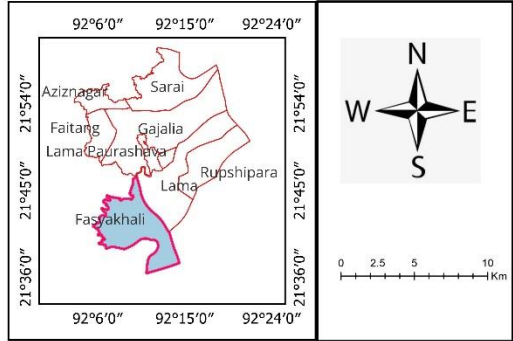 92°6′0″ 92°15′0″ 92°24′0″
21°54′0″
21°45′0″
21°36′0″
Sarai
Aziznagar
Faitang
Gajalia
Lama Paurashava
Rupshipara
Lama
Fasyakhali
21°54′0″
21°45′0″
21°36′0″
92°6′0″ 92°15′0″ 92°24′0″
N
W E
S
0 2.5 5 10
Km